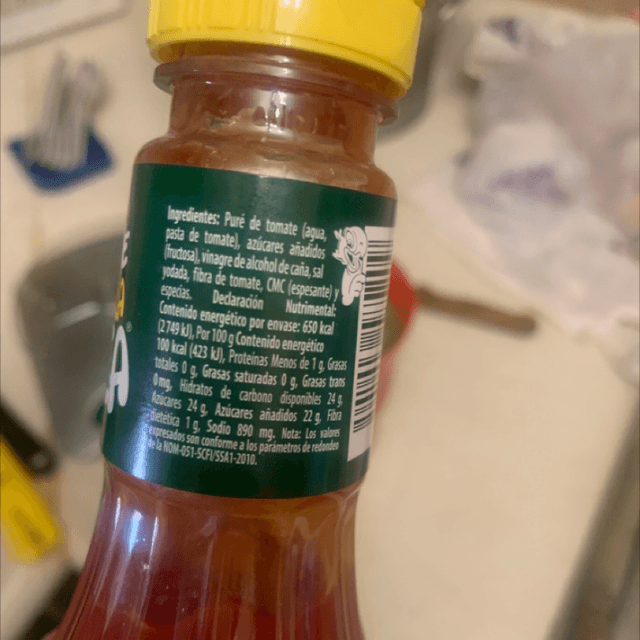 Ingredientes: Puré de tomate (agua,
pasta de tomate), azúcares añadidos
(fructosa), vinagre de alcohol de caña, sal
yodada, fibra de tomate, CMC (espesante) y
especias. Declaración Nutrimental:
Contenido energético por envase: 650 kcal
(2 749 kJ), Por 100 g Contenido energético
100 kcal (423 kJ), Proteínas Menos de 1 g, Grasas
totales 0 g, Grasas saturadas 0 g, Grasas trans
0 mg, Hidratos de carbono disponibles 24 g,
Azúcares 24 g, Azúcares añadidos 22 g, Fibra
dietética 1 g, Sodio 890 mg. Nota: Los valores
expresados son conforme a los parámetros de redondeo
de la NOM-051-SCFI/SSA1-2010.